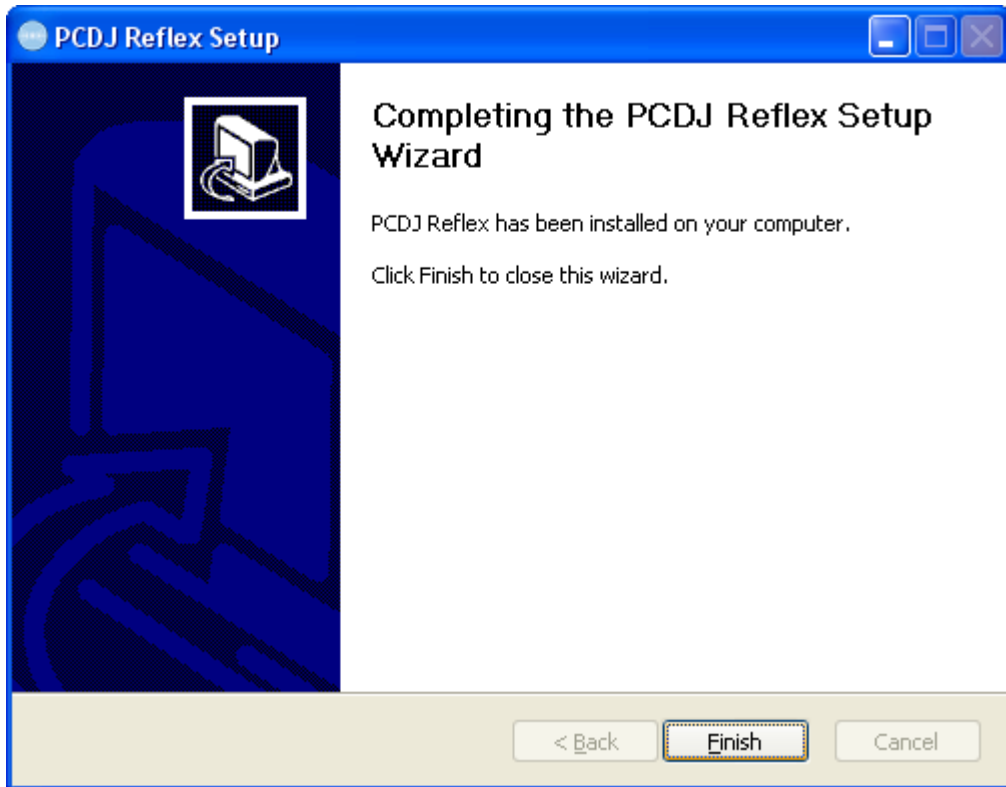 PCDJ Reflex Setup
Completing the PCDJ Reflex Setup
Wizard
PCDJ Reflex has been installed on your computer.
Click Finish to close this wizard.
< Back
Finish
Cancel